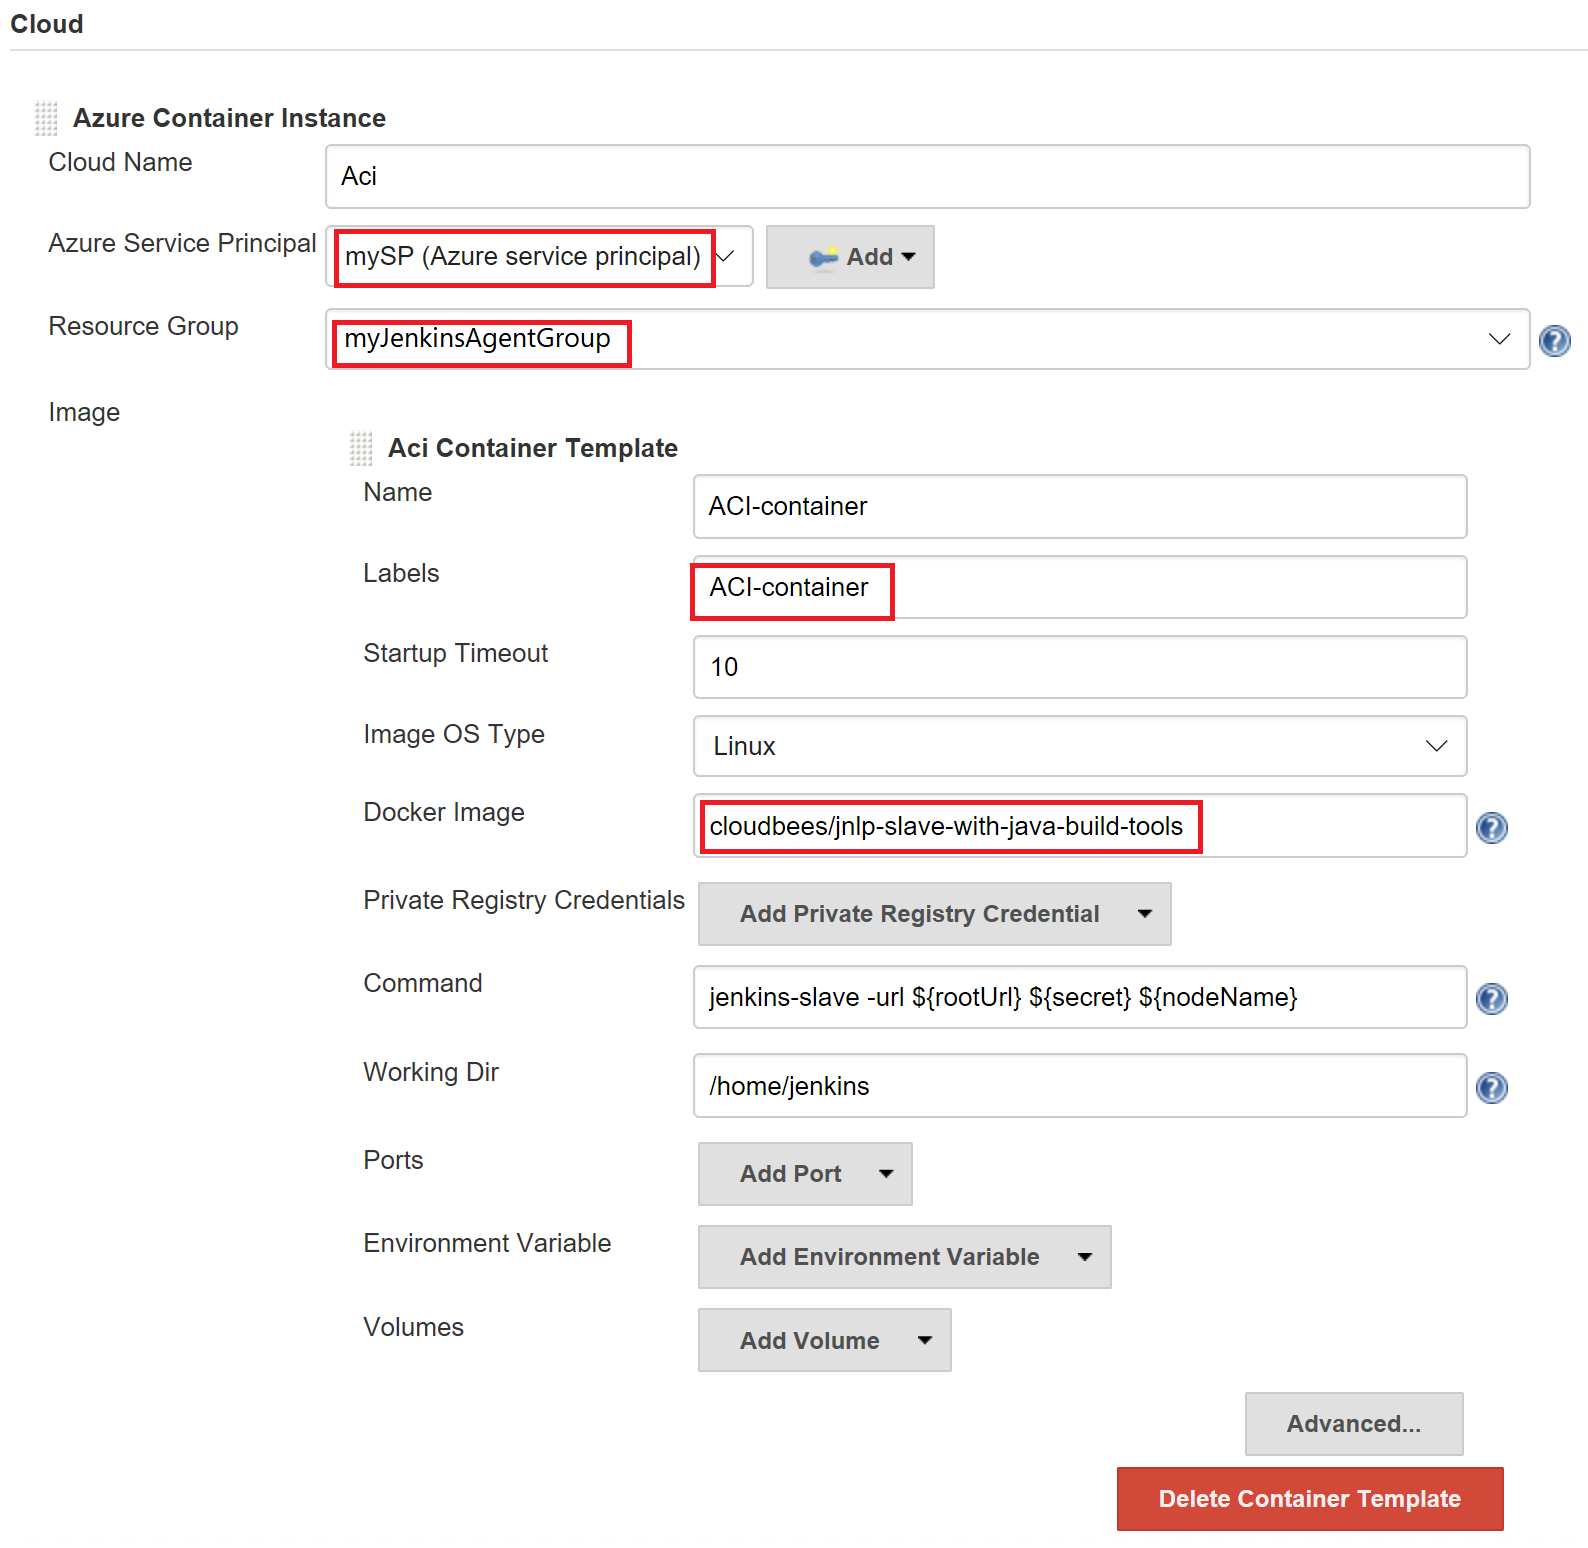 Cloud
Azure Container Instance
Cloud Name
Aci
Azure Service Principal
mySP (Azure service principal)
Add
Resource Group
myJenkinsAgentGroup
?
Image
Aci Container Template
Name
ACI-container
Labels
ACI-container
Startup Timeout
10
Image OS Type
Linux
Docker Image
cloudbees/jnlp-slave-with-java-build-tools
?
Private Registry Credentials
Add Private Registry Credential
Command
jenkins-slave -url ${rootUrl} ${secret} ${nodeName}
?
Working Dir
/home/jenkins
?
Ports
Add Port
Environment Variable
Add Environment Variable
Volumes
Add Volume
Advanced...
Delete Container Template